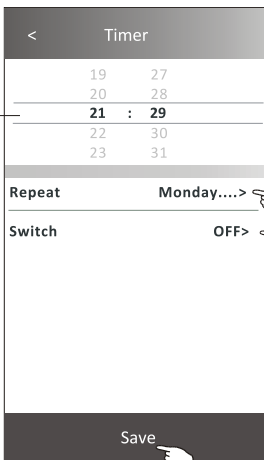 < Timer
19 27
20 28
21 : 29
22 30
23 31
Repeat Monday....>
Switch OFF>
Save